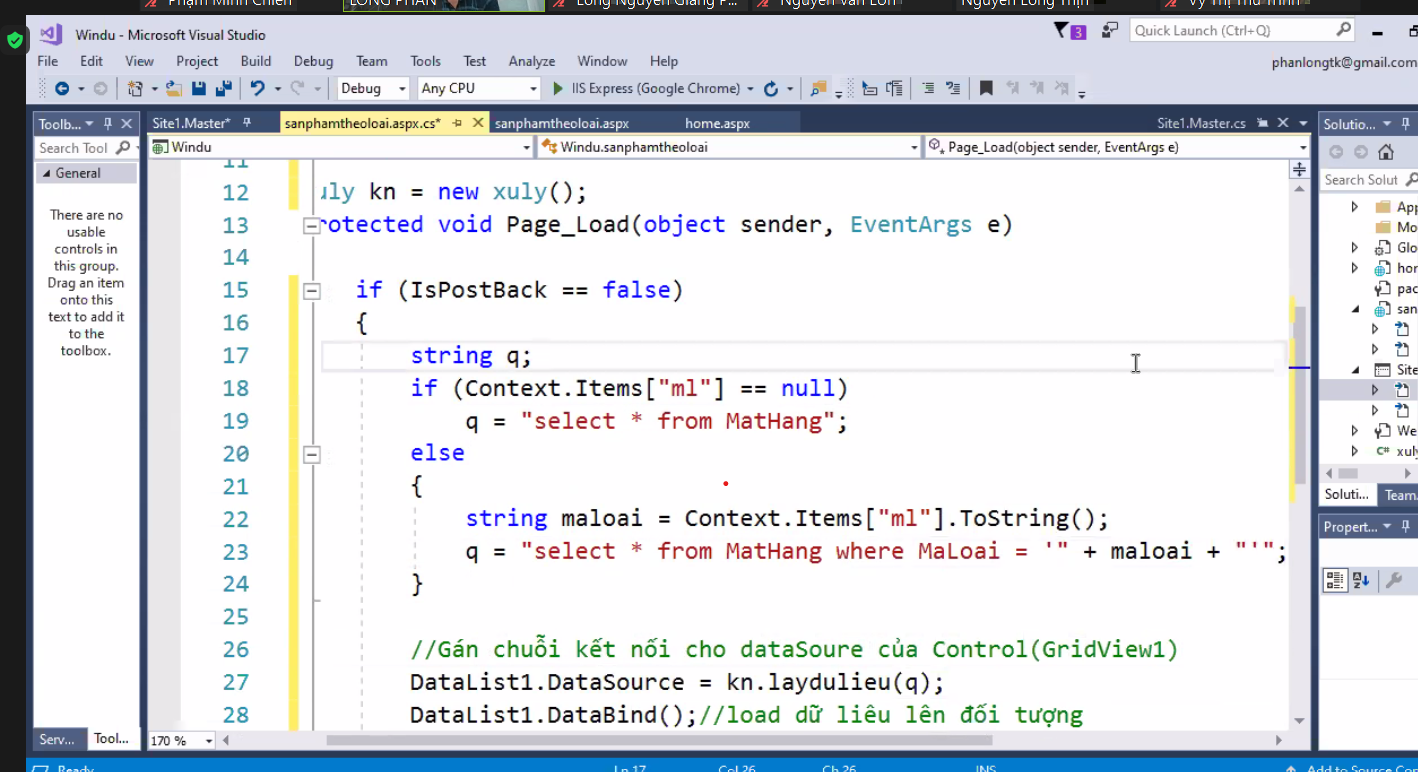 Phạm Minh Chiến
LONG PHAN
Long Nguyen Giang P...
Nguyen Van Lon
Nguyen Long Thịn
Vy Thị Thu Trinh
Windu - Microsoft Visual Studio
3
Quick Launch (Ctrl+Q)
File Edit View Project Build Debug Team Tools Test Analyze Window Help
phanlongtk@gmail.com
Debug Any CPU IIS Express (Google Chrome)
Toolb...
Site1.Master* sanphamtheoloai.aspx.cs* sanphamtheoloai.aspx home.aspx Site1.Master.cs
Solutio...
Search Tool
Windu Windu.sanphamtheoloai Page_Load(object sender, EventArgs e)
General
There are no
usable
controls in
this group.
Drag an item
onto this
text to add it
to the
toolbox.
11
12 uly kn = new xuly();
13 rotected void Page_Load(object sender, EventArgs e)
14
15 if (IsPostBack == false)
16 {
17 string q;
18 if (Context.Items["ml"] == null)
19 q = "select * from MatHang";
20 else
21 {
22 string maloai = Context.Items["ml"].ToString();
23 q = "select * from MatHang where MaLoai = '" + maloai + "'";
24 }
25
26 //Gán chuỗi kết nối cho dataSoure của Control(GridView1)
27 DataList1.DataSource = kn.laydulieu(q);
28 DataList1.DataBind();//load dữ liêu lên đối tượng
Search Solut
App
Mo
Glo
hor
pac
san
Site
We
C# xuly
Soluti... Team
Propert...
Serv... Tool...
170 %
Ready Ln 17 Col 26 Ch 26 INS Add to Source Con